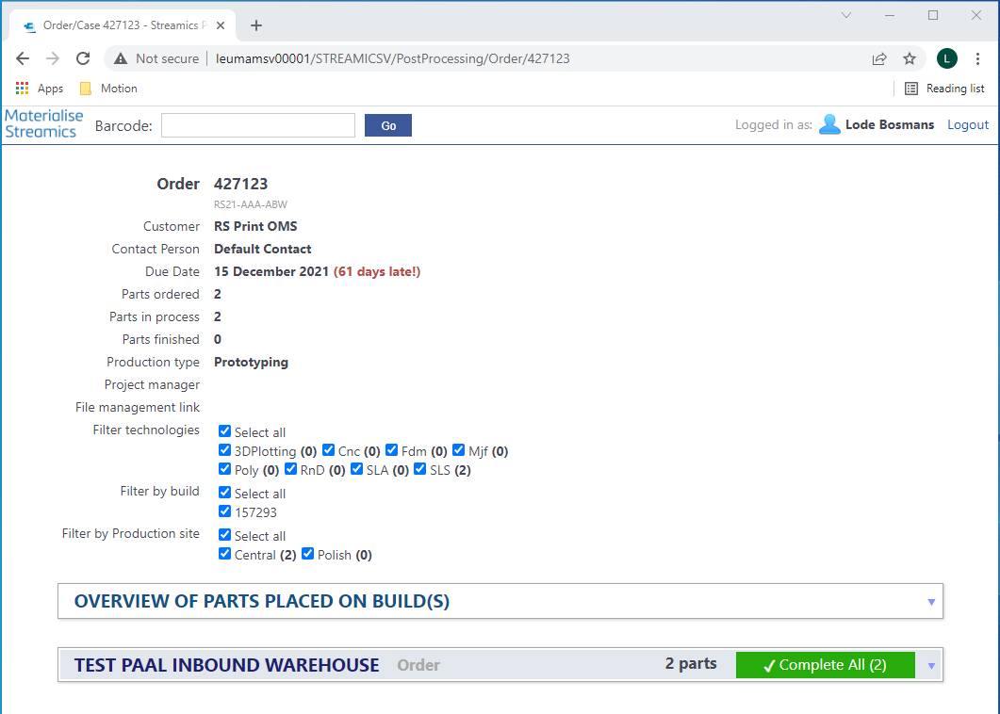 Order/Case 427123 - Streamics P
Not secure leumamsv00001/STREAMICSV/PostProcessing/Order/427123
L
Apps Motion Reading list
Materialise
Streamics
Barcode: Go Logged in as: Lode Bosmans Logout
Order 427123
RS21-AAA-ABW
Customer RS Print OMS
Contact Person Default Contact
Due Date 15 December 2021 (61 days late!)
Parts ordered 2
Parts in process 2
Parts finished 0
Production type Prototyping
Project manager
File management link
Filter technologies Select all
3DPlotting (0) Cnc (0) Fdm (0) Mjf (0)
Poly (0) RnD (0) SLA (0) SLS (2)
Filter by build Select all
157293
Filter by Production site Select all
Central (2) Polish (0)
OVERVIEW OF PARTS PLACED ON BUILD(S)
TEST PAAL INBOUND WAREHOUSE Order 2 parts Complete All (2)